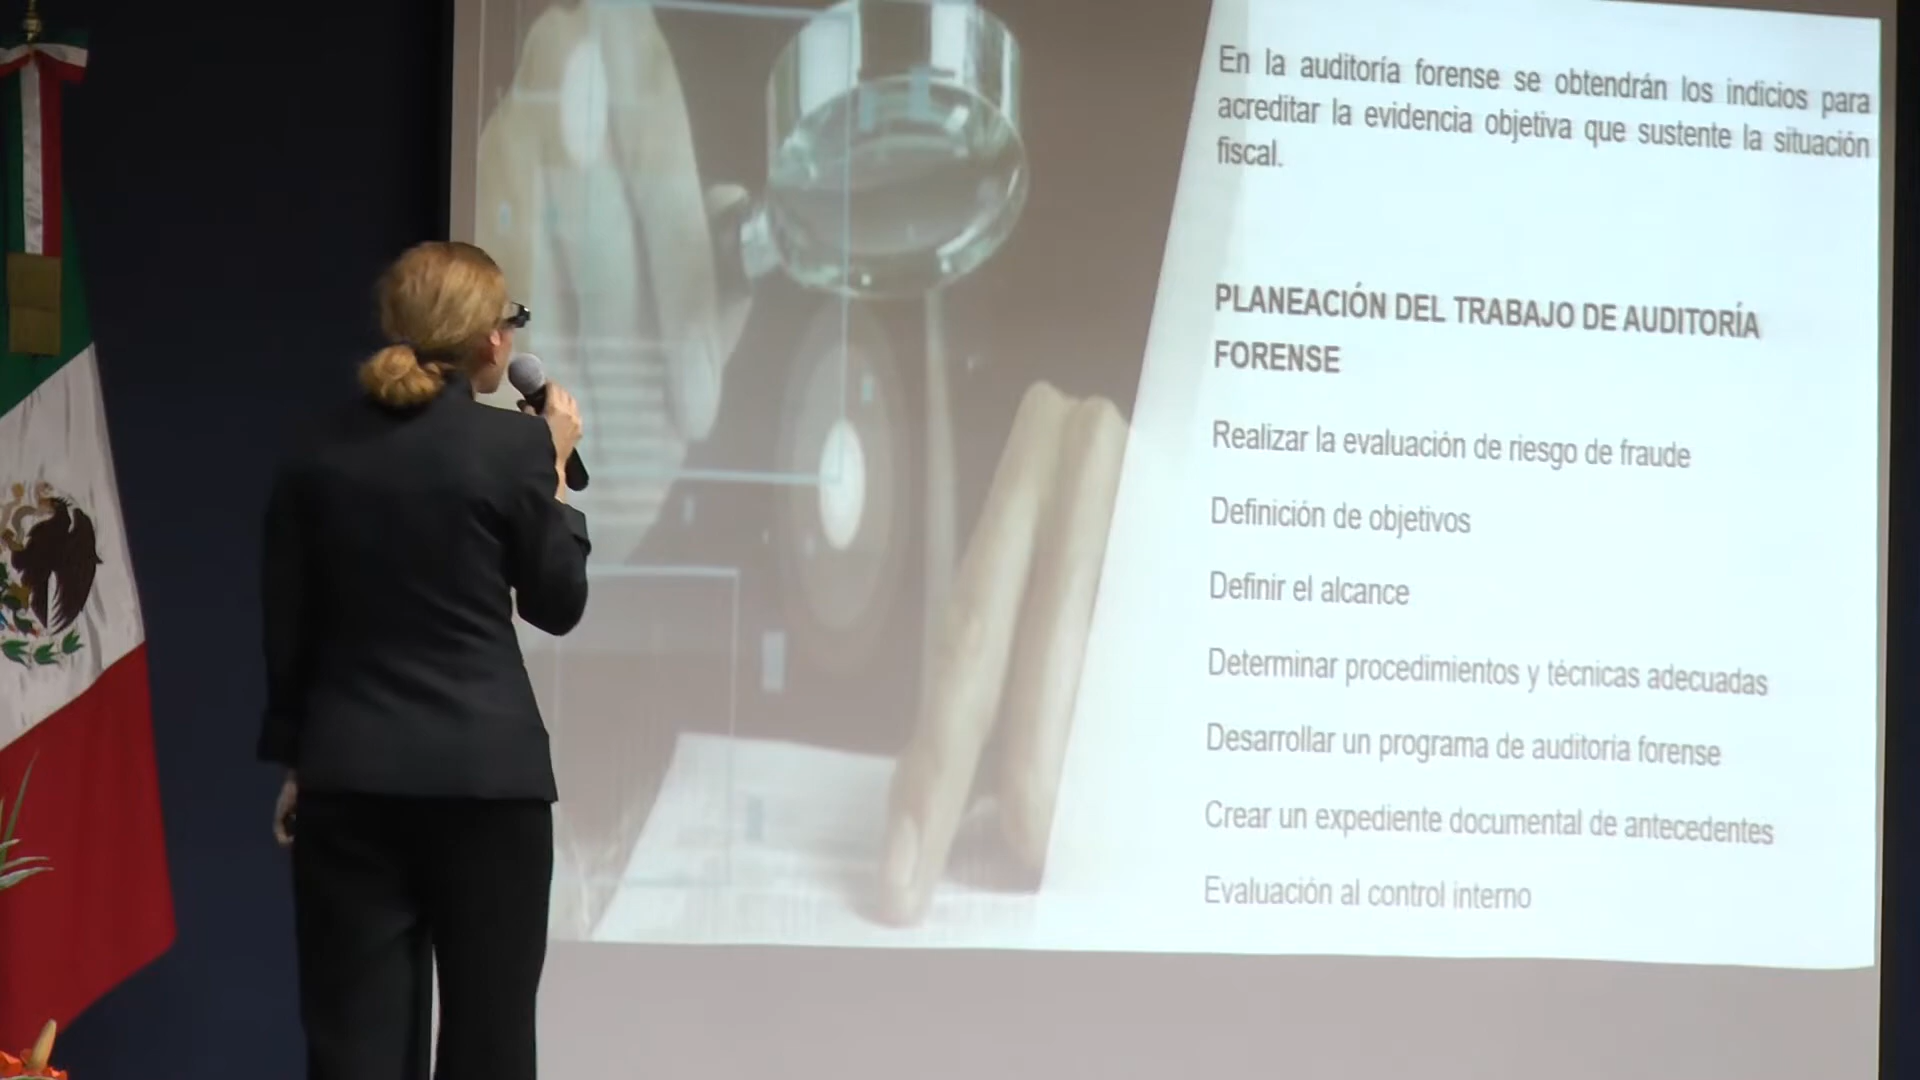 En la auditoría forense se obtendrán los indicios para
acreditar la evidencia objetiva que sustente la situación
fiscal.
PLANEACIÓN DEL TRABAJO DE AUDITORÍA
FORENSE
Realizar la evaluación de riesgo de fraude
Definición de objetivos
Definir el alcance
Determinar procedimientos y técnicas adecuadas
Desarrollar un programa de auditoría forense
Crear un expediente documental de antecedentes
Evaluación al control interno